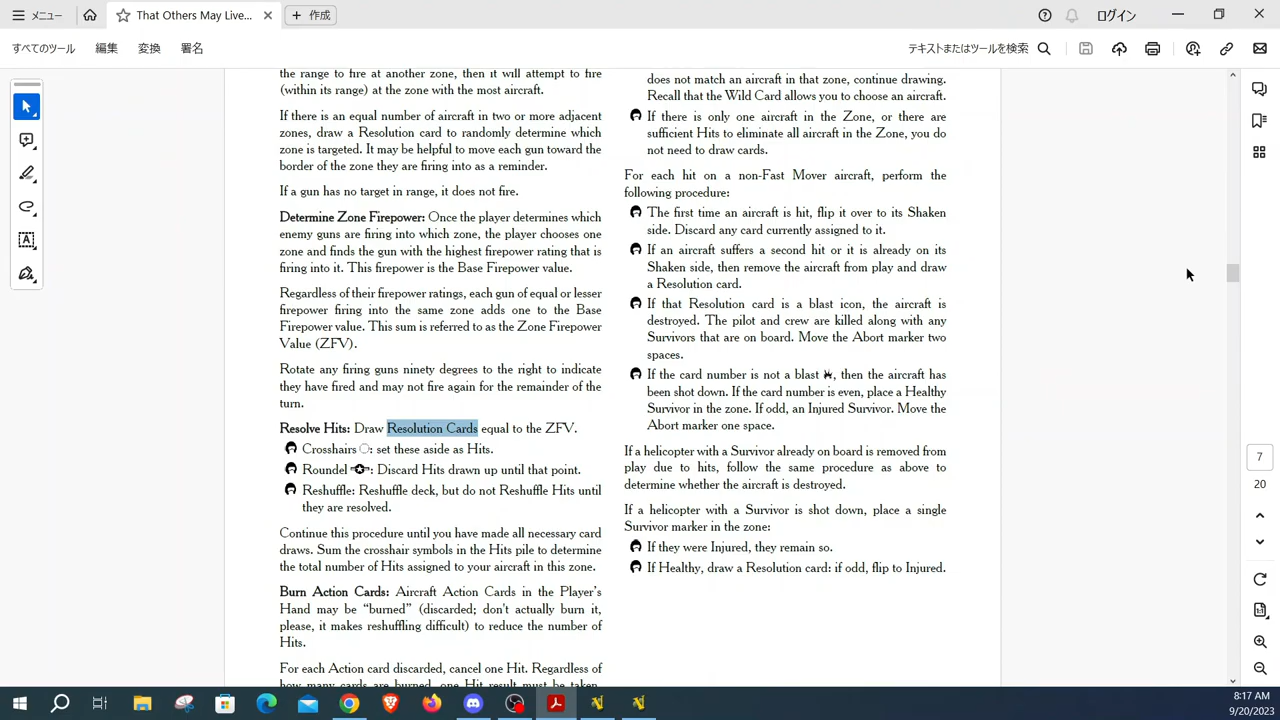 メニュー
That Others May Live...
作成
ログイン
すべてのツール
編集
変換
署名
テキストまたはツールを検索
the range to fire at another zone, then it will attempt to fire
(within its range) at the zone with the most aircraft.
If there is an equal number of aircraft in two or more adjacent
zones, draw a Resolution card to randomly determine which
zone is targeted. It may be helpful to move each gun toward the
border of the zone they are firing into as a reminder.
If a gun has no target in range, it does not fire.
Determine Zone Firepower: Once the player determines which
enemy guns are firing into which zone, the player chooses one
zone and finds the gun with the highest firepower rating that is
firing into it. This firepower is the Base Firepower value.
Regardless of their firepower ratings, each gun of equal or lesser
firepower firing into the same zone adds one to the Base
Firepower value. This sum is referred to as the Zone Firepower
Value (ZFV).
Rotate any firing guns ninety degrees to the right to indicate
they have fired and may not fire again for the remainder of the
turn.
Resolve Hits: Draw Resolution Cards equal to the ZFV.
Crosshairs : set these aside as Hits.
Roundel : Discard Hits drawn up until that point.
Reshuffle: Reshuffle deck, but do not Reshuffle Hits until
they are resolved.
Continue this procedure until you have made all necessary card
draws. Sum the crosshair symbols in the Hits pile to determine
the total number of Hits assigned to your aircraft in this zone.
Burn Action Cards: Aircraft Action Cards in the Player's
Hand may be “burned” (discarded; don't actually burn it,
please, it makes reshuffling difficult) to reduce the number of
Hits.
For each Action card discarded, cancel one Hit. Regardless of
how many cards are burned, one Hit result must be taken.
does not match an aircraft in that zone, continue drawing.
Recall that the Wild Card allows you to choose an aircraft.
If there is only one aircraft in the Zone, or there are
sufficient Hits to eliminate all aircraft in the Zone, you do
not need to draw cards.
For each hit on a non-Fast Mover aircraft, perform the
following procedure:
The first time an aircraft is hit, flip it over to its Shaken
side. Discard any card currently assigned to it.
If an aircraft suffers a second hit or it is already on its
Shaken side, then remove the aircraft from play and draw
a Resolution card.
If that Resolution card is a blast icon, the aircraft is
destroyed. The pilot and crew are killed along with any
Survivors that are on board. Move the Abort marker two
spaces.
If the card number is not a blast , then the aircraft has
been shot down. If the card number is even, place a Healthy
Survivor in the zone. If odd, an Injured Survivor. Move the
Abort marker one space.
If a helicopter with a Survivor already on board is removed from
play due to hits, follow the same procedure as above to
determine whether the aircraft is destroyed.
If a helicopter with a Survivor is shot down, place a single
Survivor marker in the zone:
If they were Injured, they remain so.
If Healthy, draw a Resolution card: if odd, flip to Injured.
7
20
8:17 AM
9/20/2023